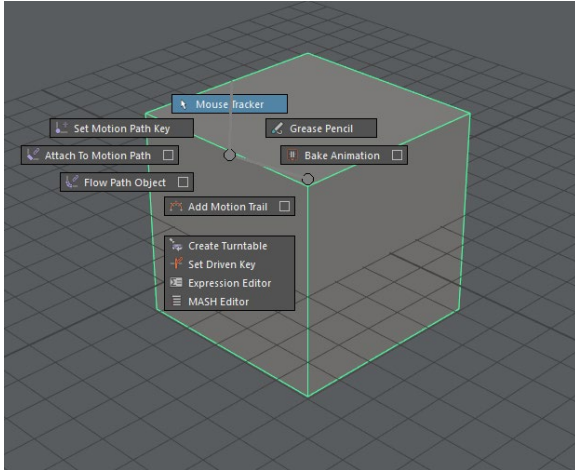 Mouse Tracker
Set Motion Path Key
Grease Pencil
Attach To Motion Path
Bake Animation
Flow Path Object
Add Motion Trail
Create Turntable
Set Driven Key
Expression Editor
MASH Editor